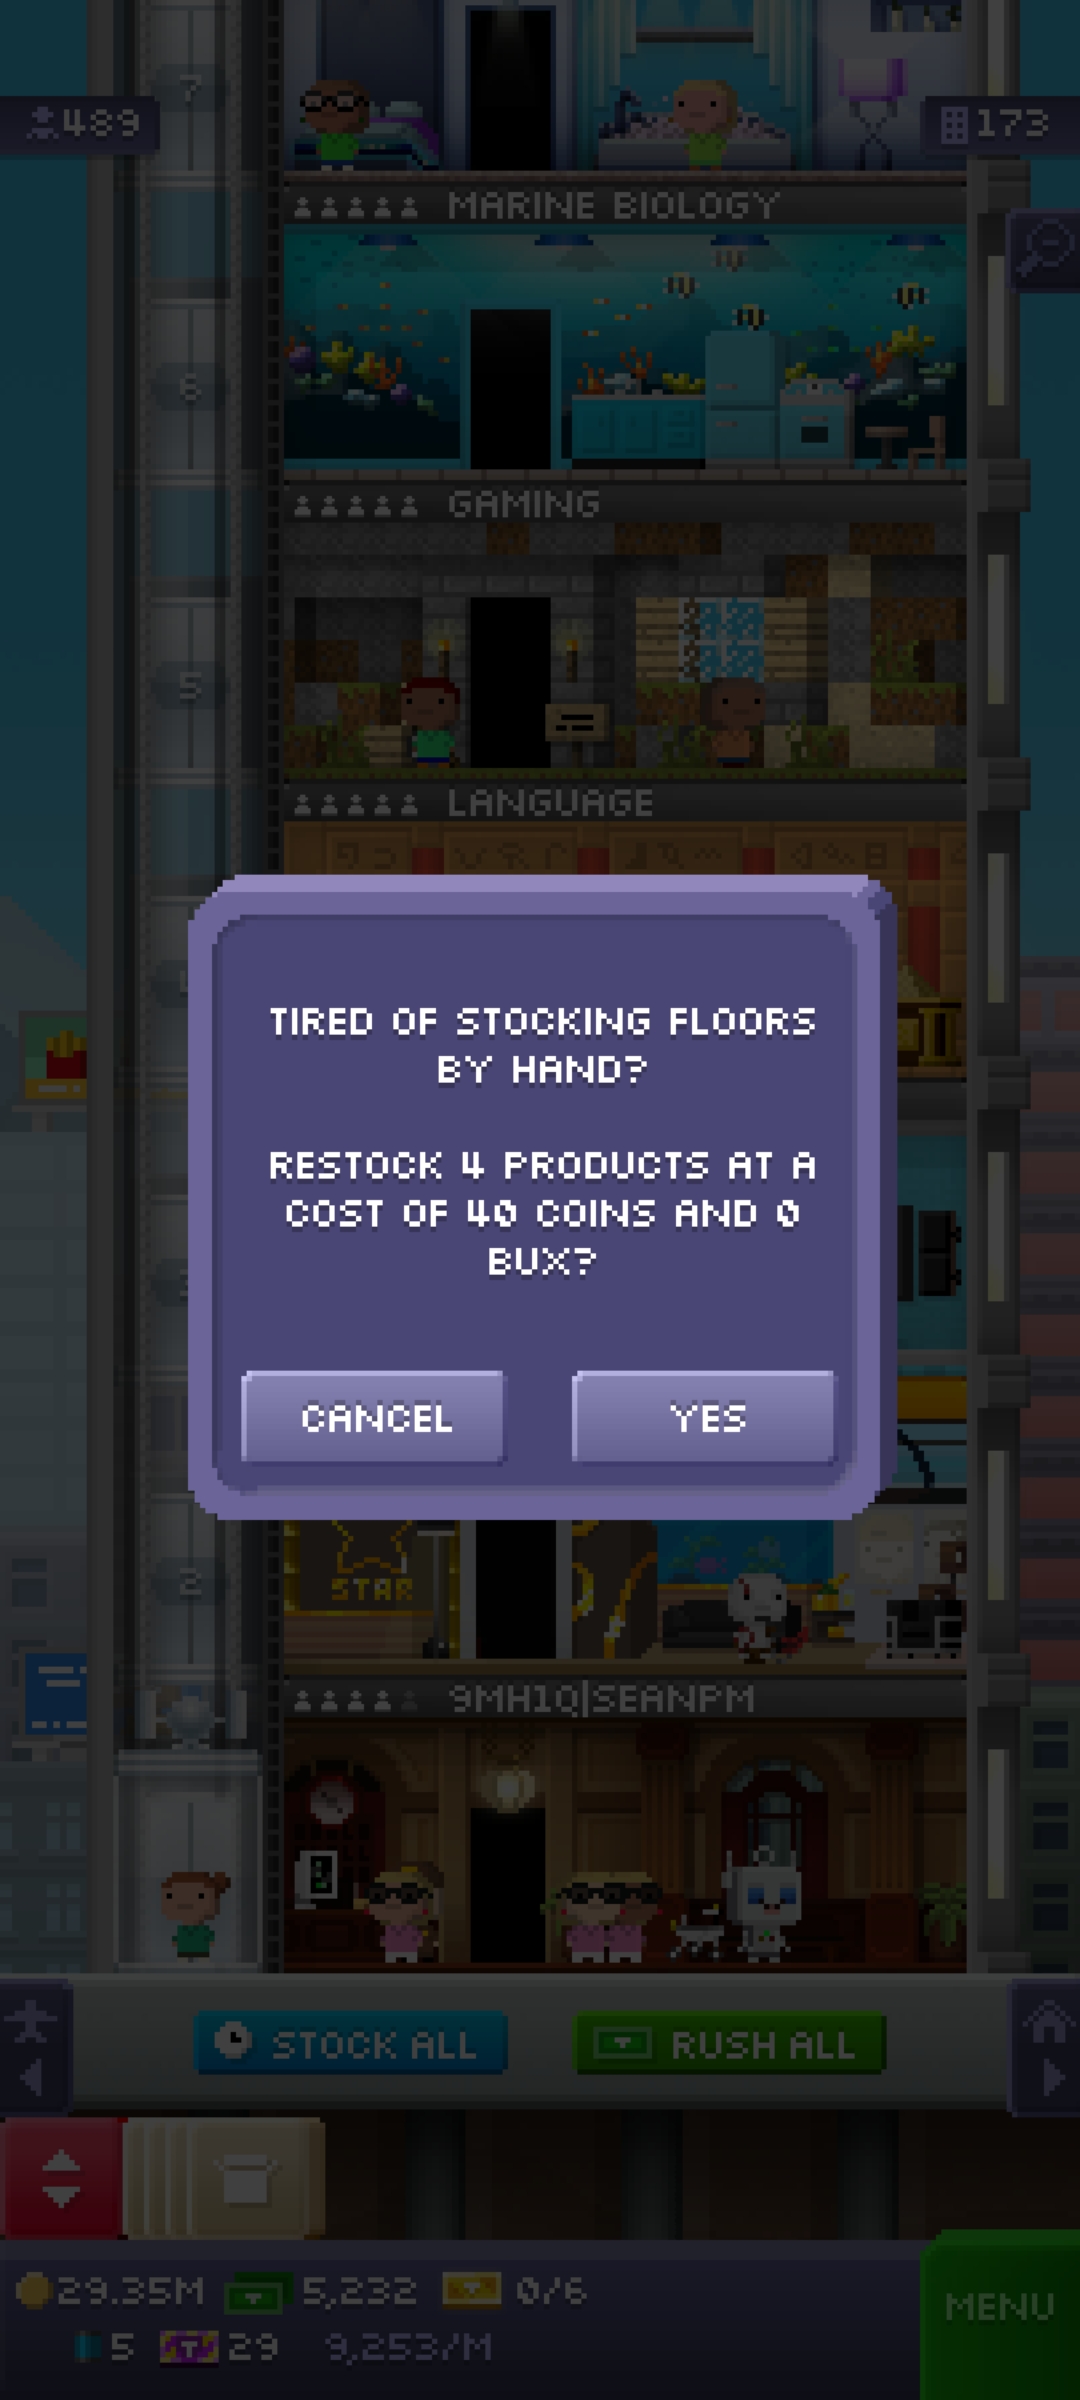 7
489
173
MARINE BIOLOGY
6
GAMING
5
LANGUAGE
TIRED OF STOCKING FLOORS
BY HAND?
RESTOCK 4 PRODUCTS AT A
COST OF 40 COINS AND 0
BUX?
CANCEL
YES
2
STAR
9MH1Q|SEANPM
STOCK ALL
RUSH ALL
29.35M
5,232
0/6
MENU
5
29
9,253/M